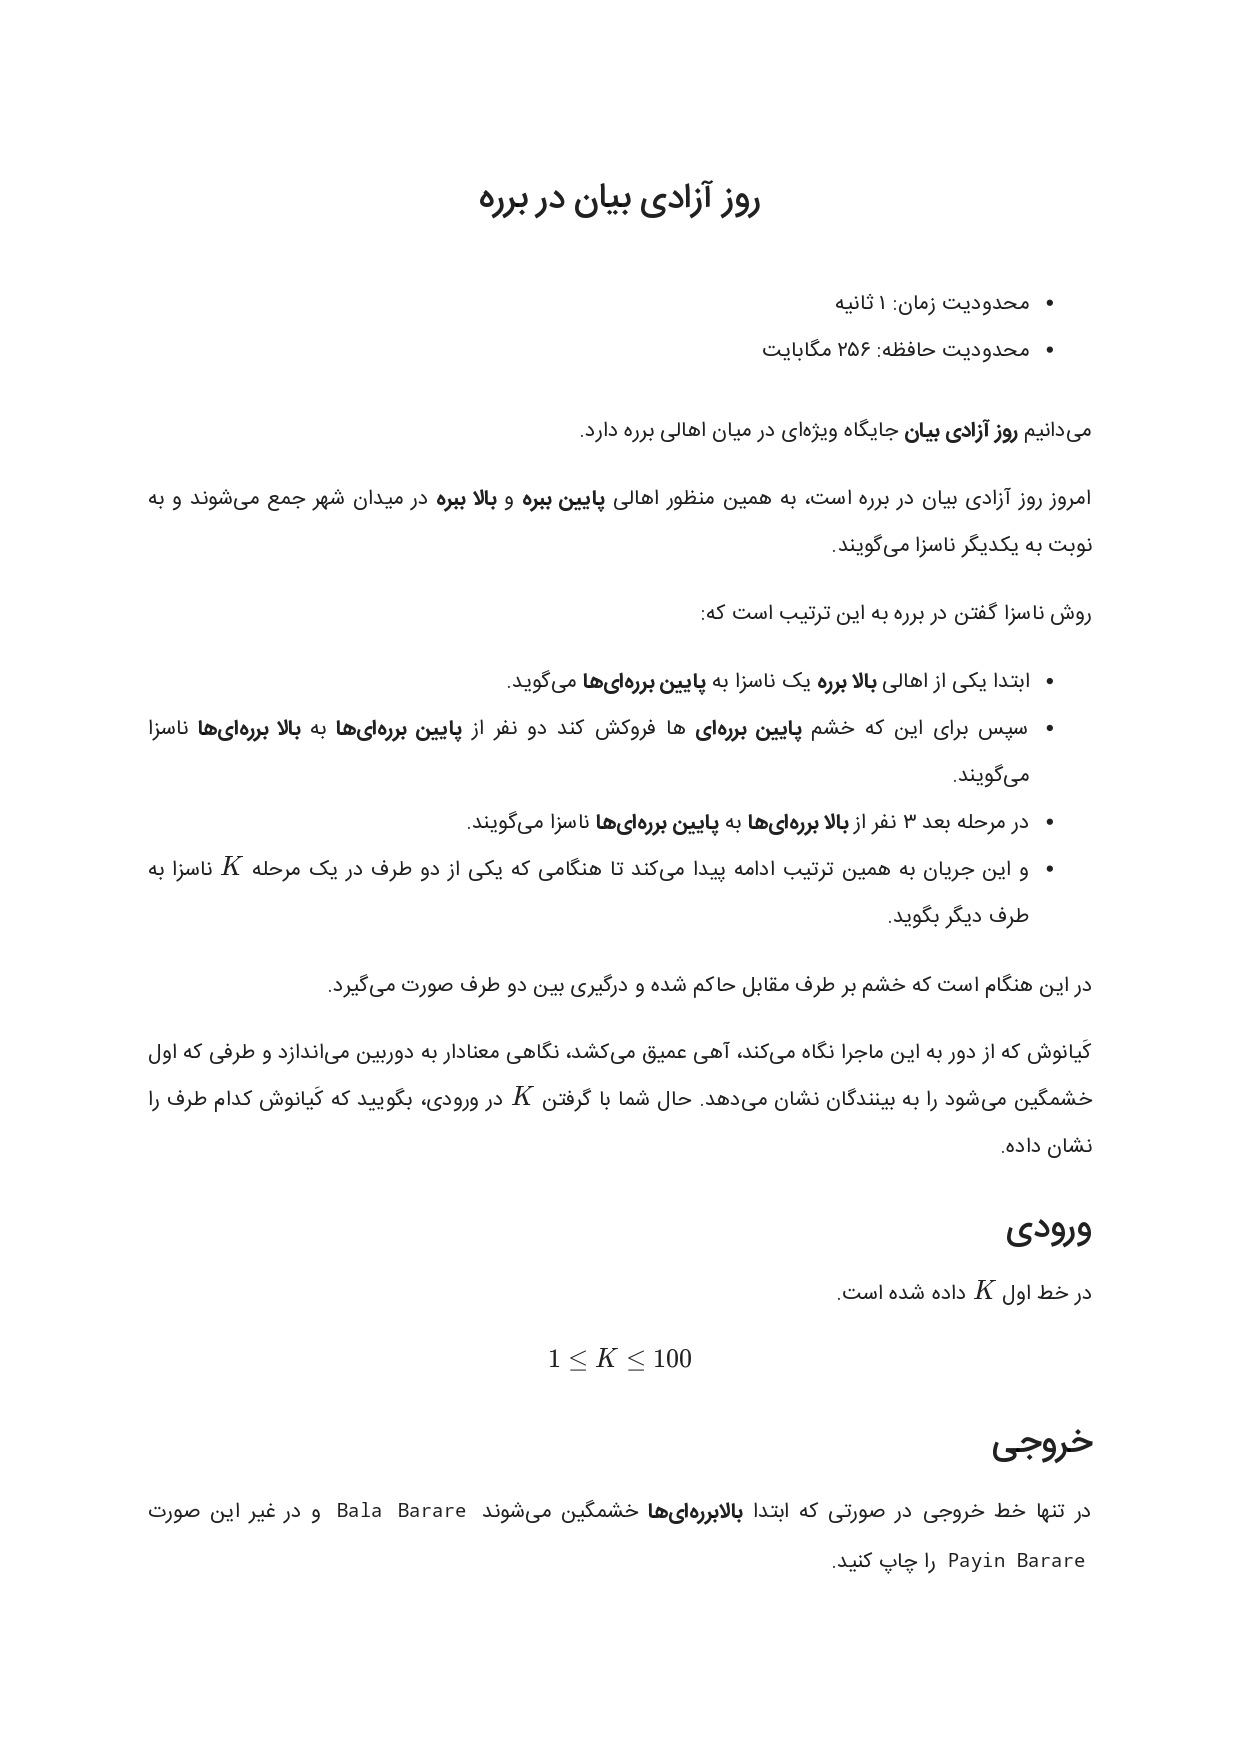 روز آزادی بیان در برره
• محدودیت زمان: ۱ ثانیه
• محدودیت حافظه: ۲۵۶ مگابایت
می‌دانیم روز آزادی بیان جایگاه ویژه‌ای در میان اهالی برره دارد.
امروز روز آزادی بیان در برره است، به همین منظور اهالی پایین ببره و بالا ببره در میدان شهر جمع می‌شوند و به
نوبت به یکدیگر ناسزا می‌گویند.
روش ناسزا گفتن در برره به این ترتیب است که:
• ابتدا یکی از اهالی بالا برره یک ناسزا به پایین برره‌ای‌ها می‌گوید.
• سپس برای این که خشم پایین برره‌ای ها فروکش کند دو نفر از پایین برره‌ای‌ها به بالا برره‌ای‌ها ناسزا
می‌گویند.
• در مرحله بعد ۳ نفر از بالا برره‌ای‌ها به پایین برره‌ای‌ها ناسزا می‌گویند.
• و این جریان به همین ترتیب ادامه پیدا می‌کند تا هنگامی که یکی از دو طرف در یک مرحله K ناسزا به
طرف دیگر بگوید.
در این هنگام است که خشم بر طرف مقابل حاکم شده و درگیری بین دو طرف صورت می‌گیرد.
کَیانوش که از دور به این ماجرا نگاه می‌کند، آهی عمیق می‌کشد، نگاهی معنادار به دوربین می‌اندازد و طرفی که اول
خشمگین می‌شود را به بینندگان نشان می‌دهد. حال شما با گرفتن K در ورودی، بگویید که کَیانوش کدام طرف را
نشان داده.
ورودی
در خط اول K داده شده است.
1 ≤ K ≤ 100
خروجی
در تنها خط خروجی در صورتی که ابتدا بالابرره‌ای‌ها خشمگین می‌شوند Bala Barare و در غیر این صورت
Payin Barare را چاپ کنید.